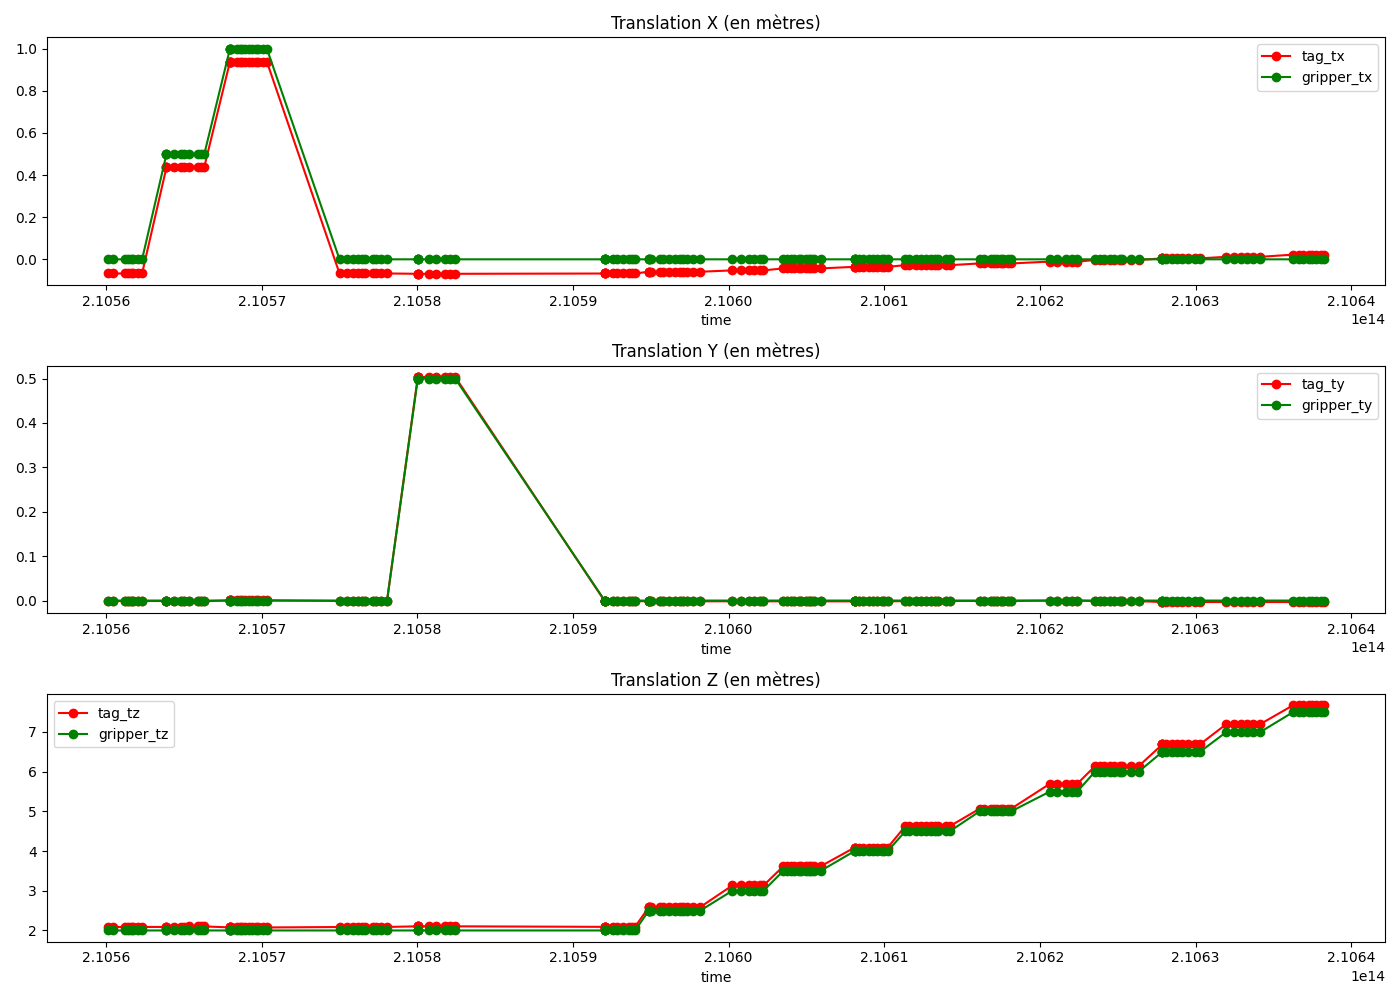 Translation X (en mètres)
1.0
0.8
0.6
0.4
0.2
0.0
tag_tx
gripper_tx
2.1056 2.1057 2.1058 2.1059 2.1060 2.1061 2.1062 2.1063 2.1064
time
1e14
Translation Y (en mètres)
0.5
0.4
0.3
0.2
0.1
0.0
tag_ty
gripper_ty
2.1056 2.1057 2.1058 2.1059 2.1060 2.1061 2.1062 2.1063 2.1064
time
1e14
Translation Z (en mètres)
tag_tz
gripper_tz
7
6
5
4
3
2
2.1056 2.1057 2.1058 2.1059 2.1060 2.1061 2.1062 2.1063 2.1064
time
1e14